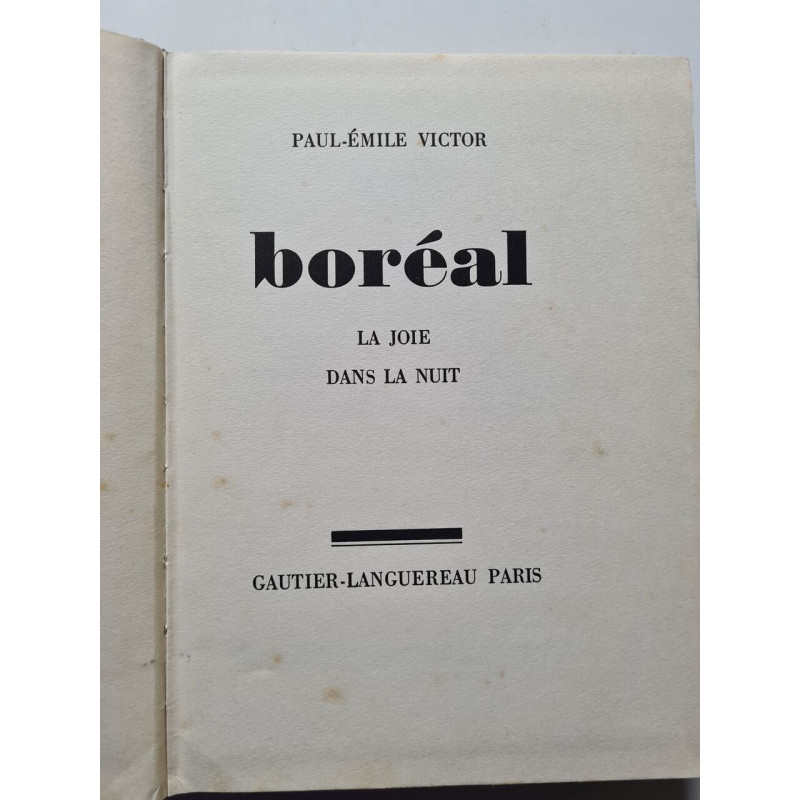 PAUL-ÉMILE VICTOR
boréal
LA JOIE
DANS LA NUIT
GAUTIER-LANGUEREAU PARIS